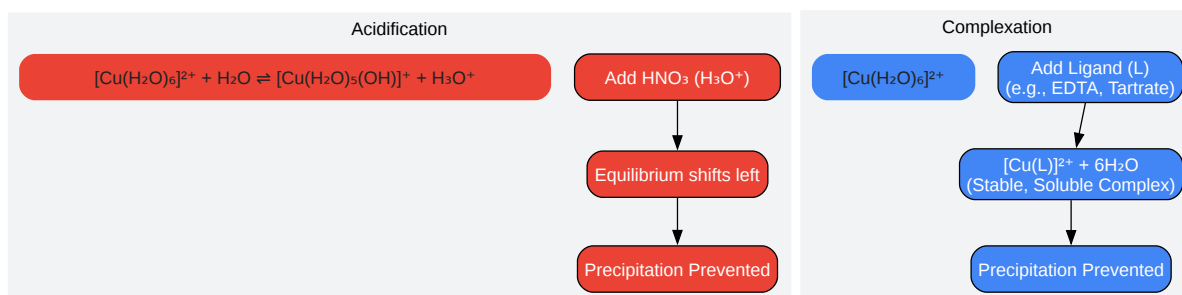 Acidification
[Cu(H₂O)₆]²⁺ + H₂O ⇌ [Cu(H₂O)₅(OH)]⁺ + H₃O⁺
Add HNO₃ (H₃O⁺)
Equilibrium shifts left
Precipitation Prevented
Complexation
[Cu(H₂O)₆]²⁺
Add Ligand (L)
(e.g., EDTA, Tartrate)
[Cu(L)]²⁺ + 6H₂O
(Stable, Soluble Complex)
Precipitation Prevented